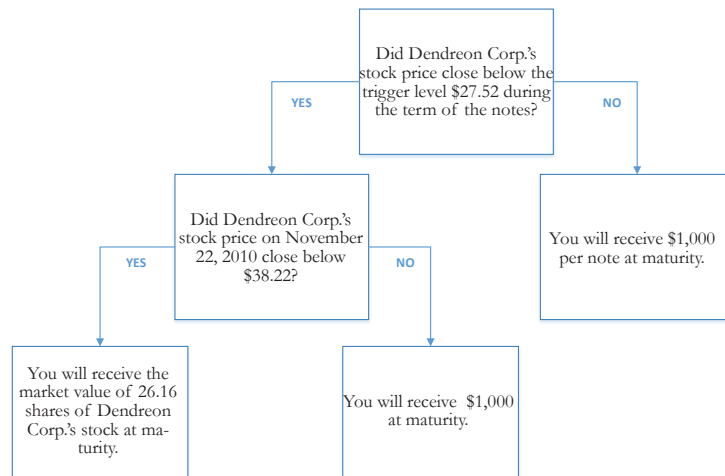 Did Dendreon Corp.'s
stock price close below the
trigger level $27.52 during
the term of the notes?
YES
NO
Did Dendreon Corp.'s
stock price on November
22, 2010 close below
$38.22?
You will receive $1,000
per note at maturity.
YES
NO
You will receive the
market value of 26.16
shares of Dendreon
Corp.'s stock at ma-
turity.
You will receive $1,000
at maturity.